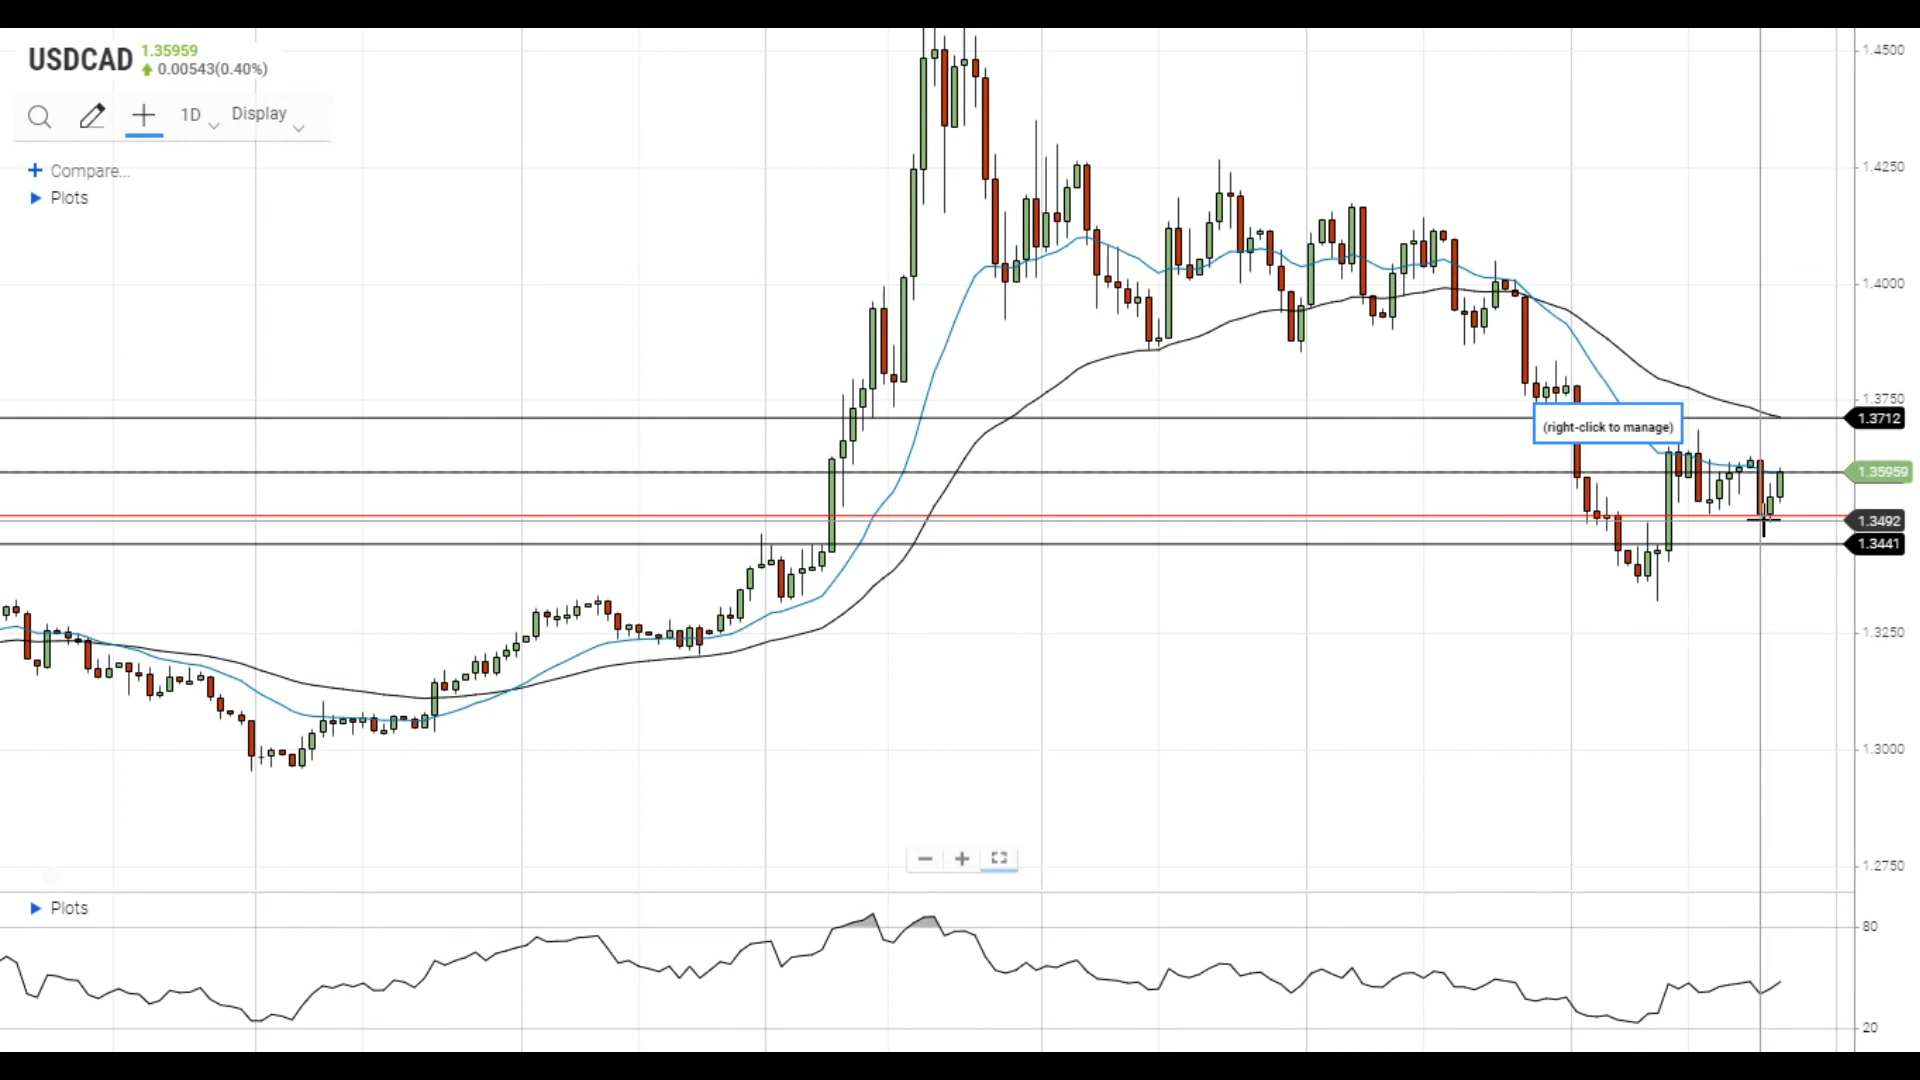 USDCAD 1.35959
0.00543(0.40%)
1D Display
Compare...
Plots
1.4500
1.4250
1.4000
1.3750
1.3712
(right-click to manage)
1.35959
1.3492
1.3441
1.3250
1.3000
1.2750
Plots
80
20